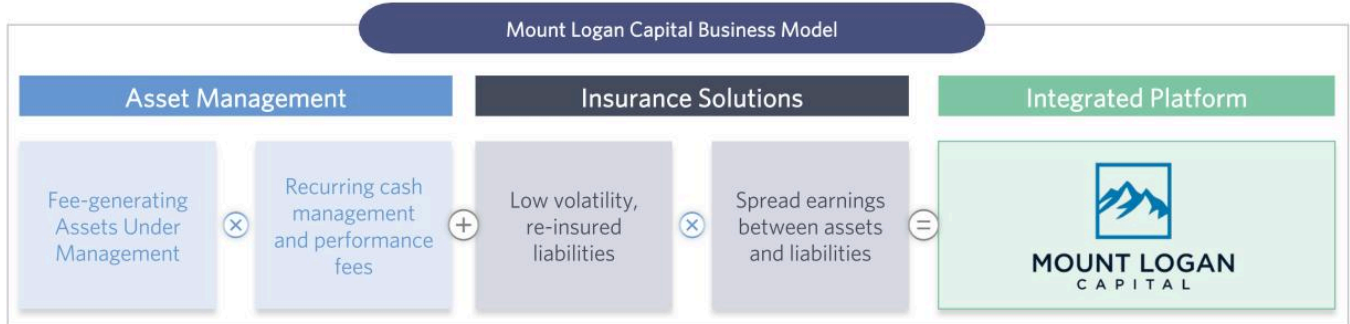 Mount Logan Capital Business Model
Asset Management
Insurance Solutions
Integrated Platform
Fee-generating
Assets Under
Management
×
Recurring cash
management
and performance
fees
+
Low volatility,
re-insured
liabilities
×
Spread earnings
between assets
and liabilities
=
MOUNT LOGAN
CAPITAL